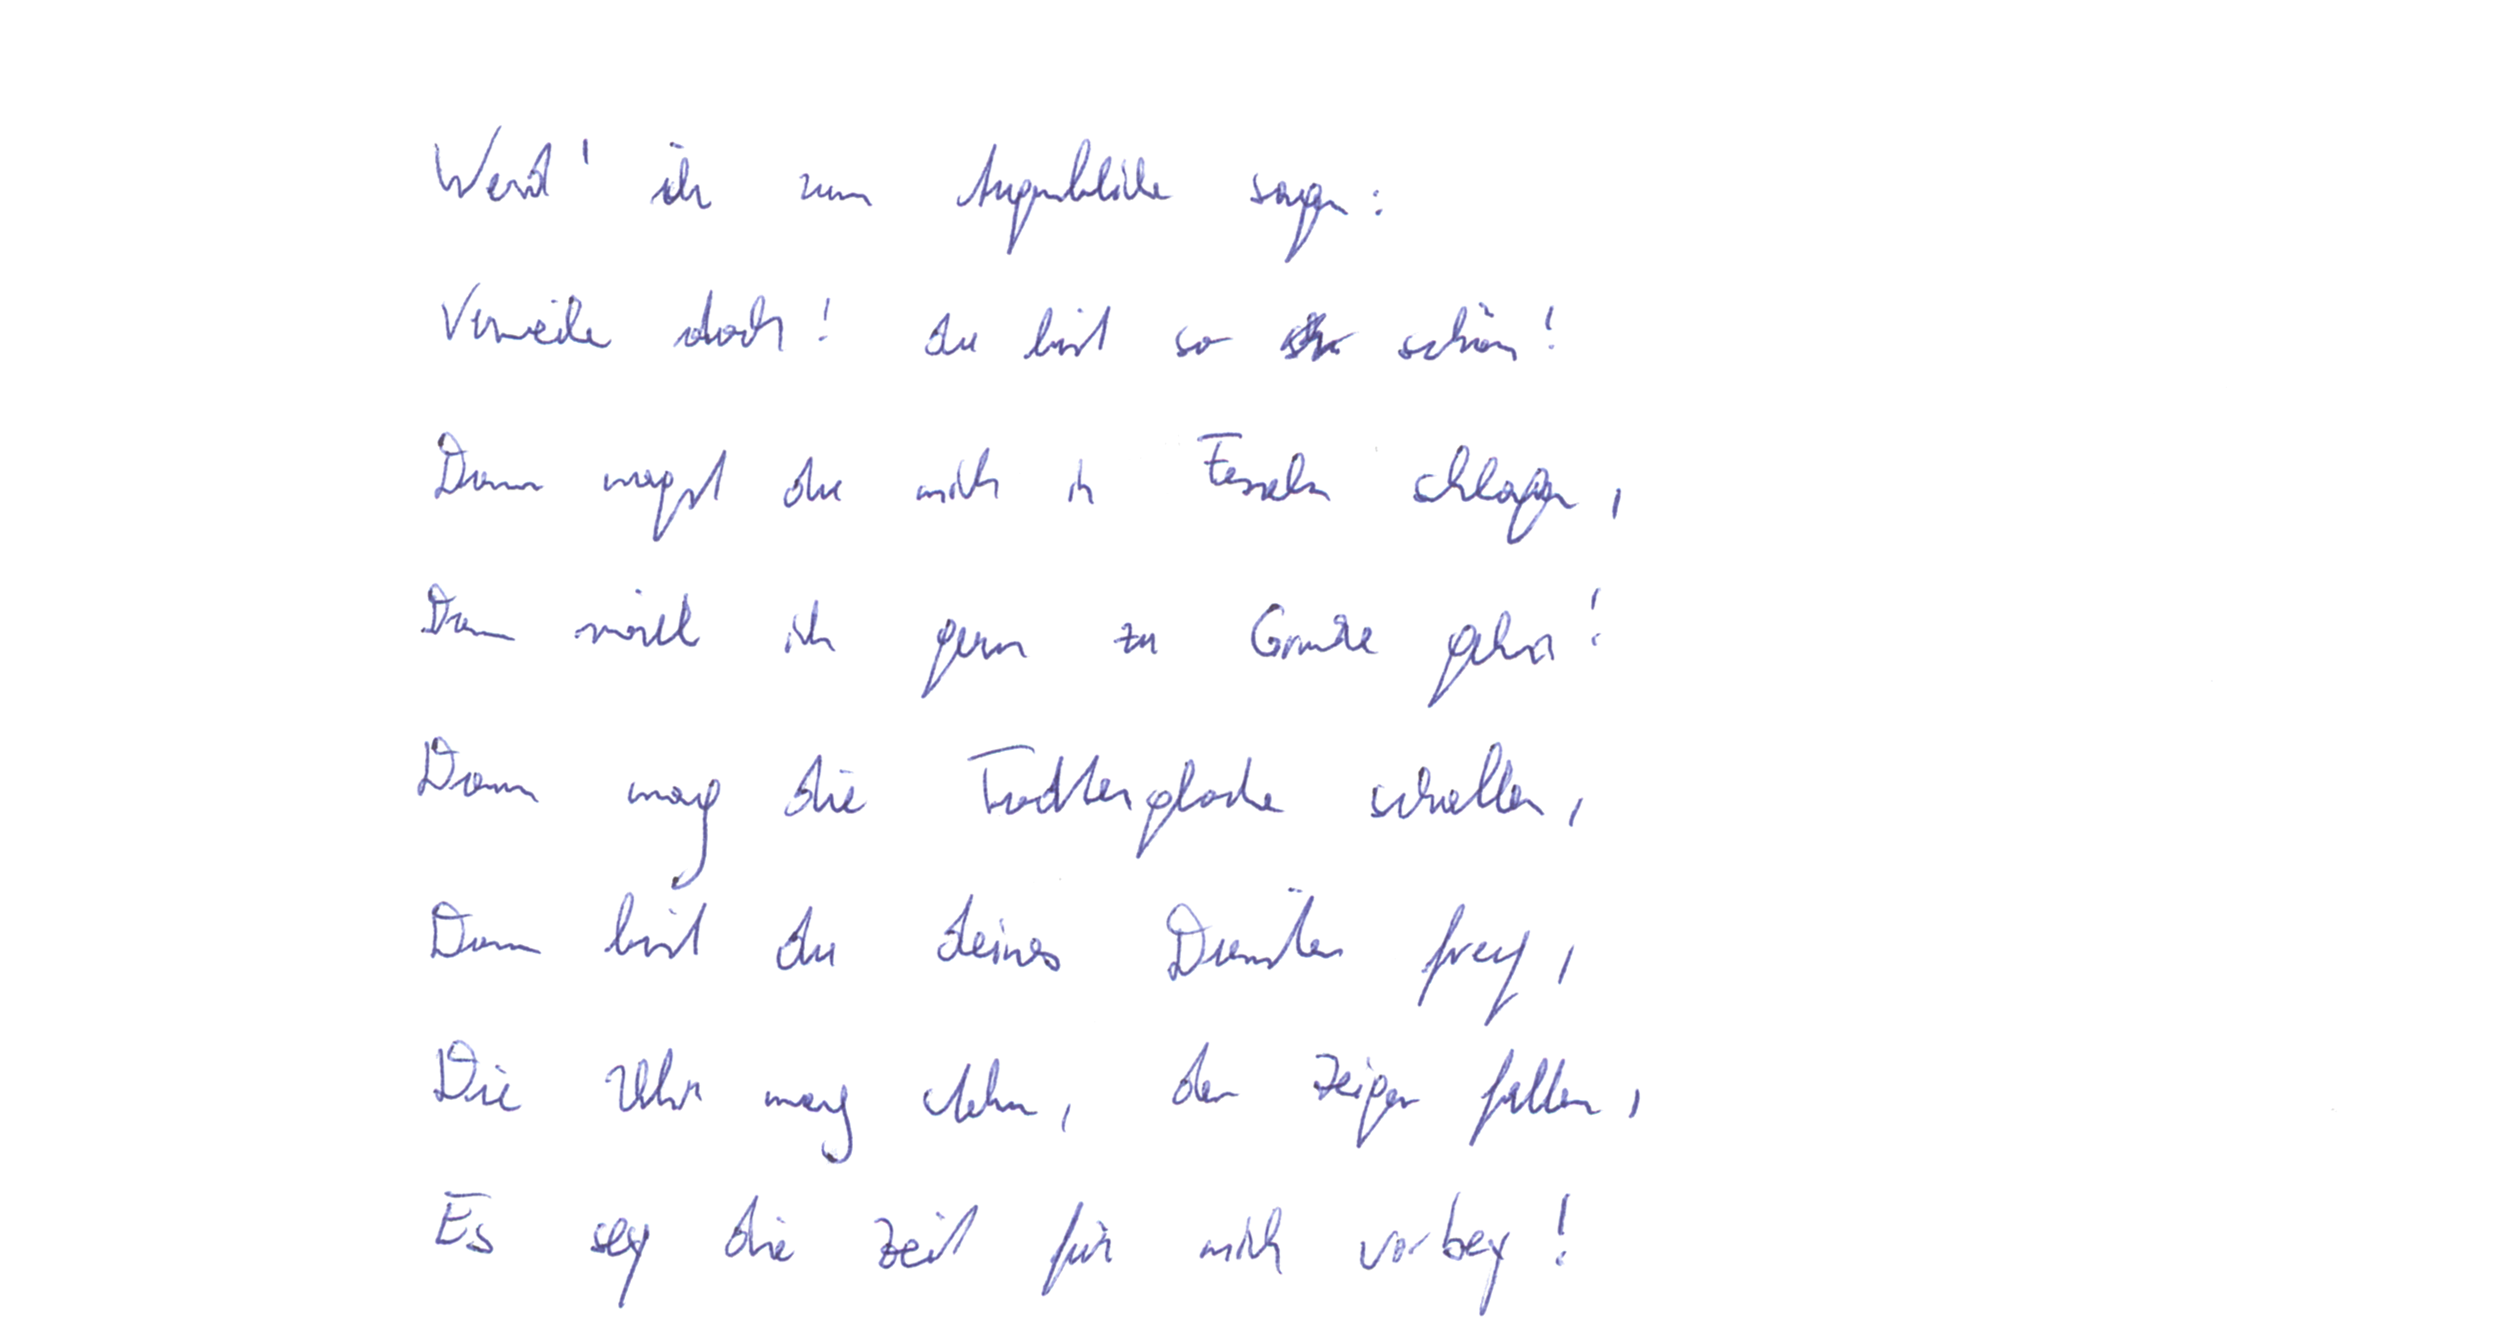 Werd' ich zum Augenblicke sagen:
Verweile doch! du bist so schön!
Dann magst du mich in Fesseln schlagen,
Dann will ich gern zu Grunde gehn!
Dann mag die Todtenglocke schallen,
Dann bist du deines Dienstes frey,
Die Uhr mag stehn, der Zeiger fallen,
Es sey die Zeit für mich vorbey!